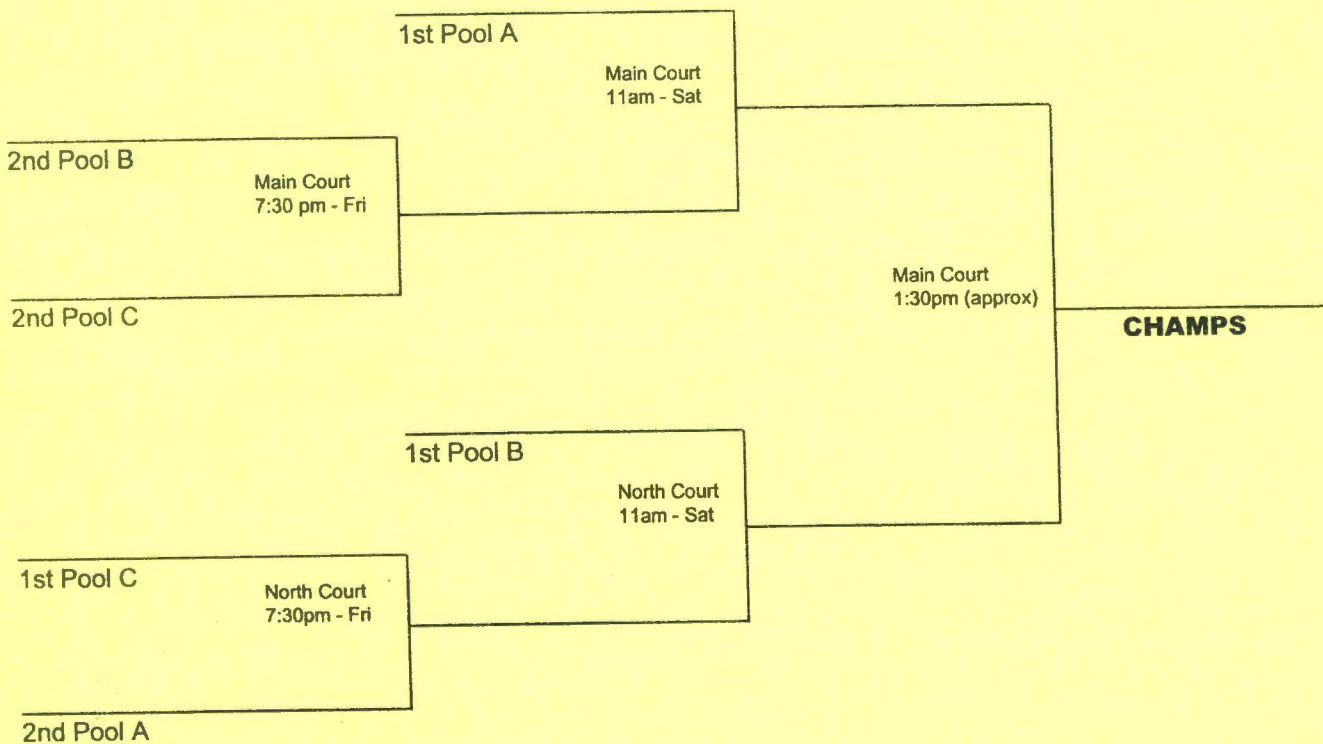 1st Pool A
Main Court
11am - Sat
2nd Pool B
Main Court
7:30 pm - Fri
2nd Pool C
Main Court
1:30pm (approx)
CHAMPS
1st Pool B
North Court
11am - Sat
1st Pool C
North Court
7:30pm - Fri
2nd Pool A